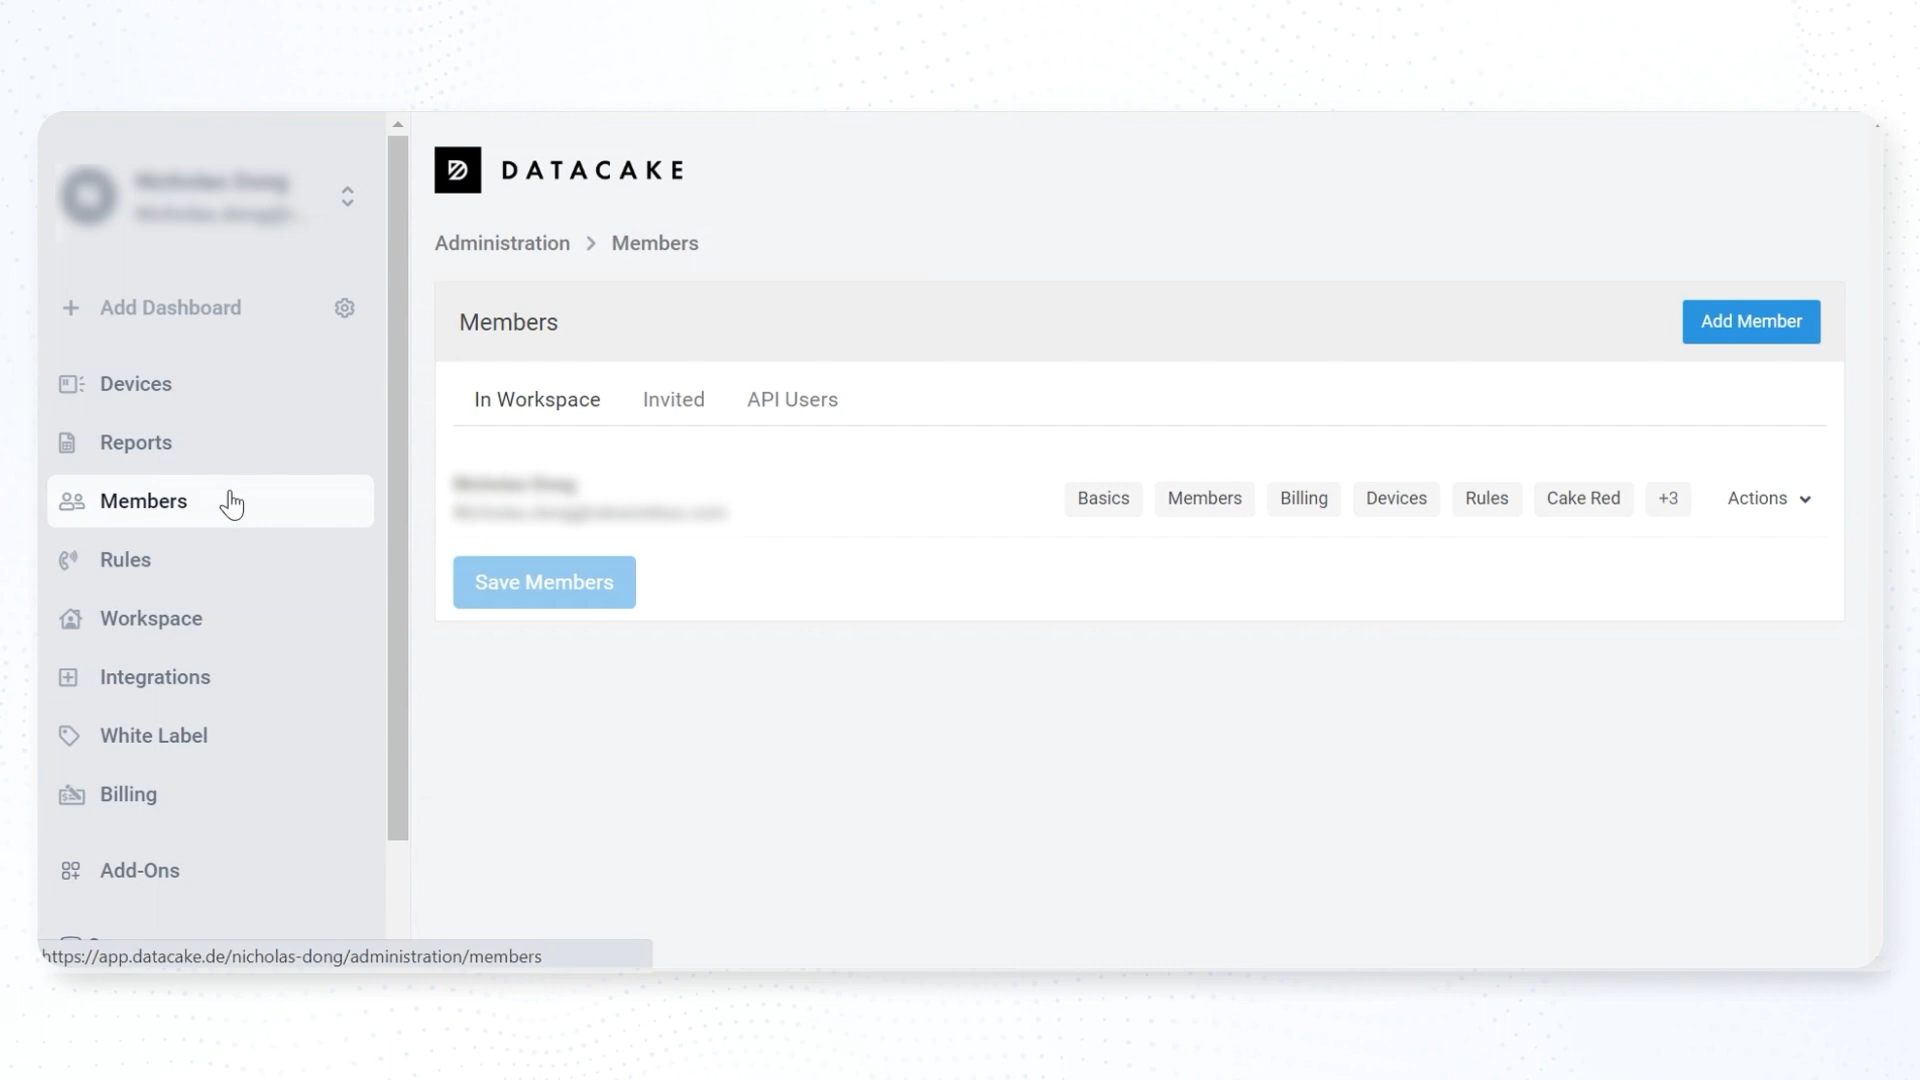 DATACAKE
Administration > Members
Add Dashboard
Devices
Reports
Members
Rules
Workspace
Integrations
White Label
Billing
Add-Ons
Members
Add Member
In Workspace
Invited
API Users
Basics
Members
Billing
Devices
Rules
Cake Red
+3
Actions
Save Members
https://app.datacake.de/nicholas-dong/administration/members